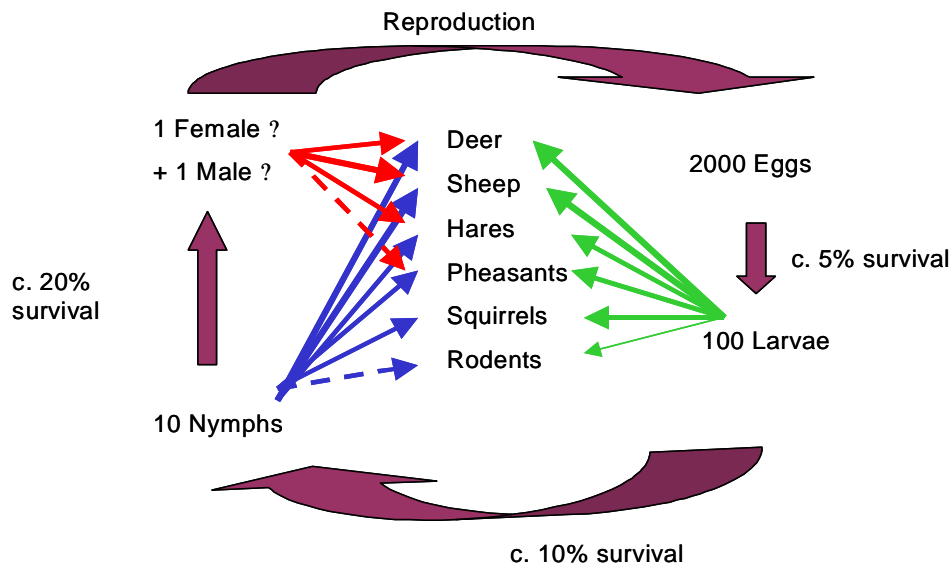 Reproduction
1 Female ?
+ 1 Male ?
Deer
Sheep
Hares
Pheasants
Squirrels
Rodents
2000 Eggs
c. 5% survival
100 Larvae
c. 20%
survival
10 Nymphs
c. 10% survival